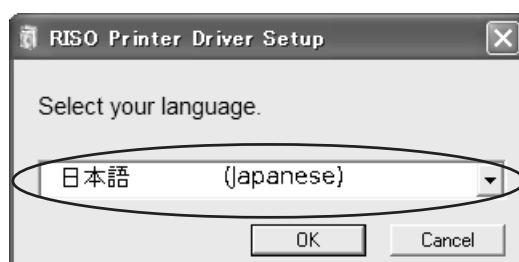 RISO Printer Driver Setup
Select your language.
日本語 (Japanese)
OK Cancel